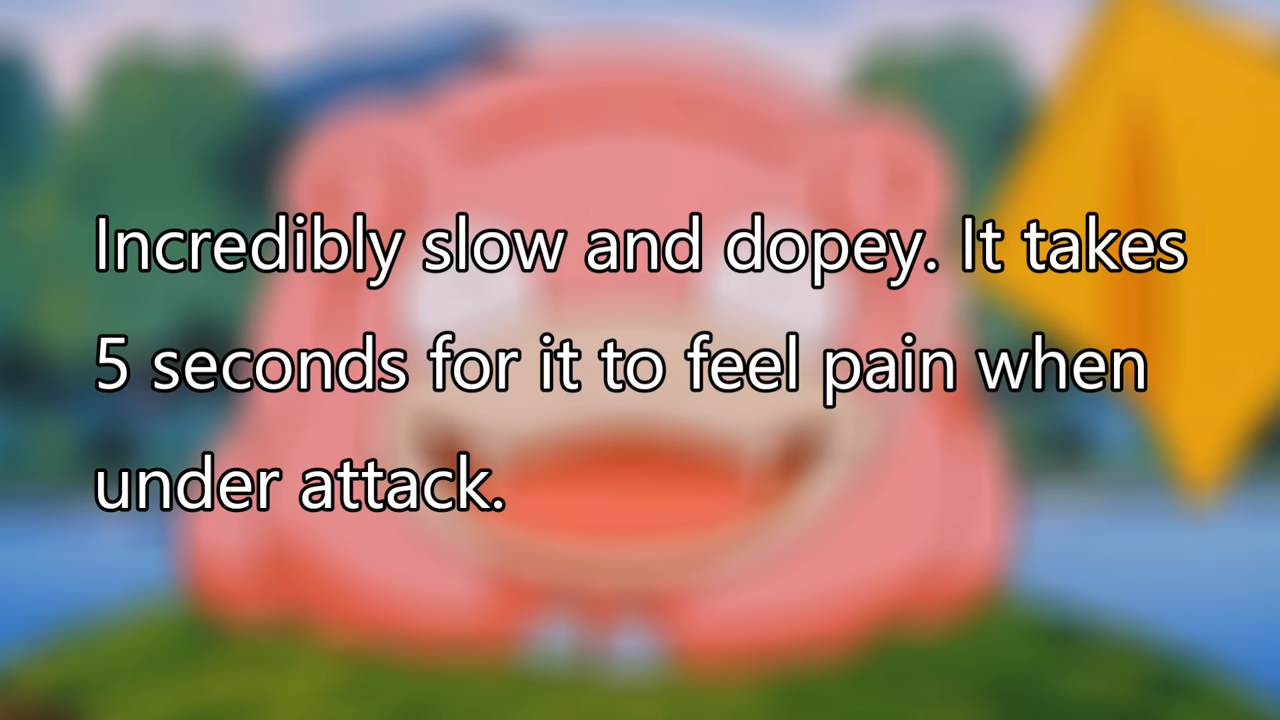 Incredibly slow and dopey. It takes
5 seconds for it to feel pain when
under attack.